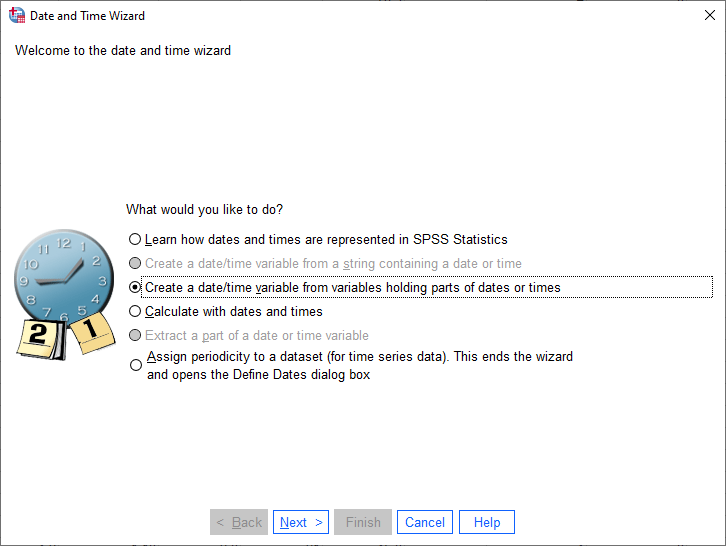 Date and Time Wizard
Welcome to the date and time wizard
What would you like to do?
Learn how dates and times are represented in SPSS Statistics
Create a date/time variable from a string containing a date or time
Create a date/time variable from variables holding parts of dates or times
Calculate with dates and times
Extract a part of a date or time variable
Assign periodicity to a dataset (for time series data). This ends the wizard
and opens the Define Dates dialog box
11 12 1
10 2
9 3
8 4
7 6 5
2 1
< Back Next > Finish Cancel Help